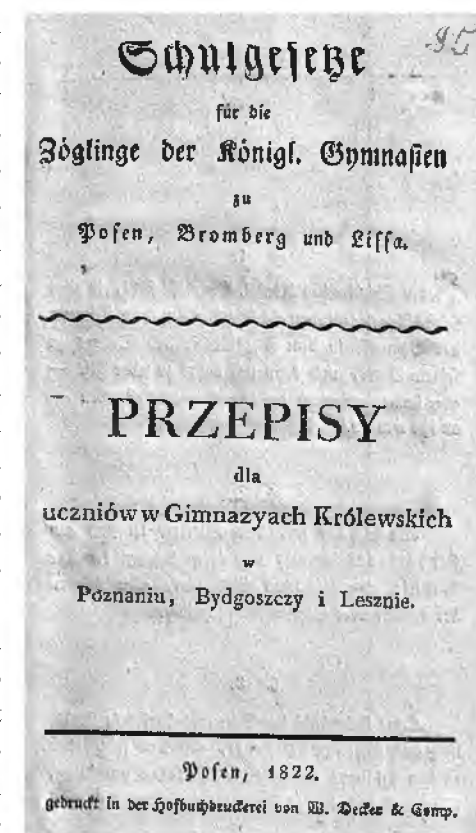 Schulgesetze
für die
Zöglinge der Königl. Gymnasien
zu
Posen, Bromberg und Lissa.
PRZEPISY
dla
uczniów w Gimnazyach Królewskich
w
Poznaniu, Bydgoszczy i Lesznie.
Posen, 1822.
gedruckt in der Hofbuchdruckerei von W. Decker & Comp.